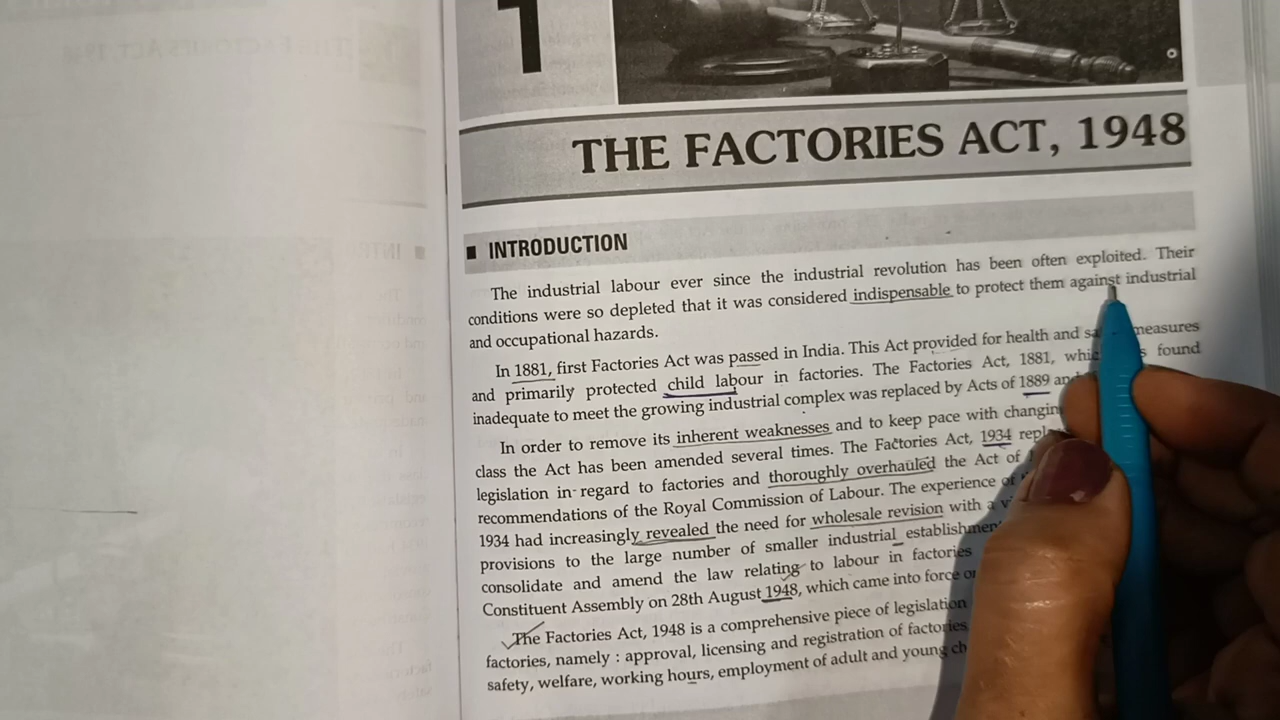 1
THE FACTORIES ACT, 1948
INTRODUCTION
The industrial labour ever since the industrial revolution has been often exploited. Their
conditions were so depleted that it was considered indispensable to protect them against industrial
and occupational hazards.
In 1881, first Factories Act was passed in India. This Act provided for health and measures
and primarily protected child labour in factories. The Factories Act, 1881, found
inadequate to meet the growing industrial complex was replaced by Acts of 1889
In order to remove its inherent weaknesses and to keep pace with
class the Act has been amended several times. The Factories Act, 1934
legislation in regard to factories and thoroughly overhauled the Act of
recommendations of the Royal Commission of Labour. The experience
1934 had increasingly revealed the need for wholesale revision with a
provisions to the large number of smaller industrial
consolidate and amend the law relating to labour in factories
Constituent Assembly on 28th August 1948, which came into force
The Factories Act, 1948 is a comprehensive piece of legislation
factories, namely : approval, licensing and registration of factories
safety, welfare, working hours, employment of adult and young